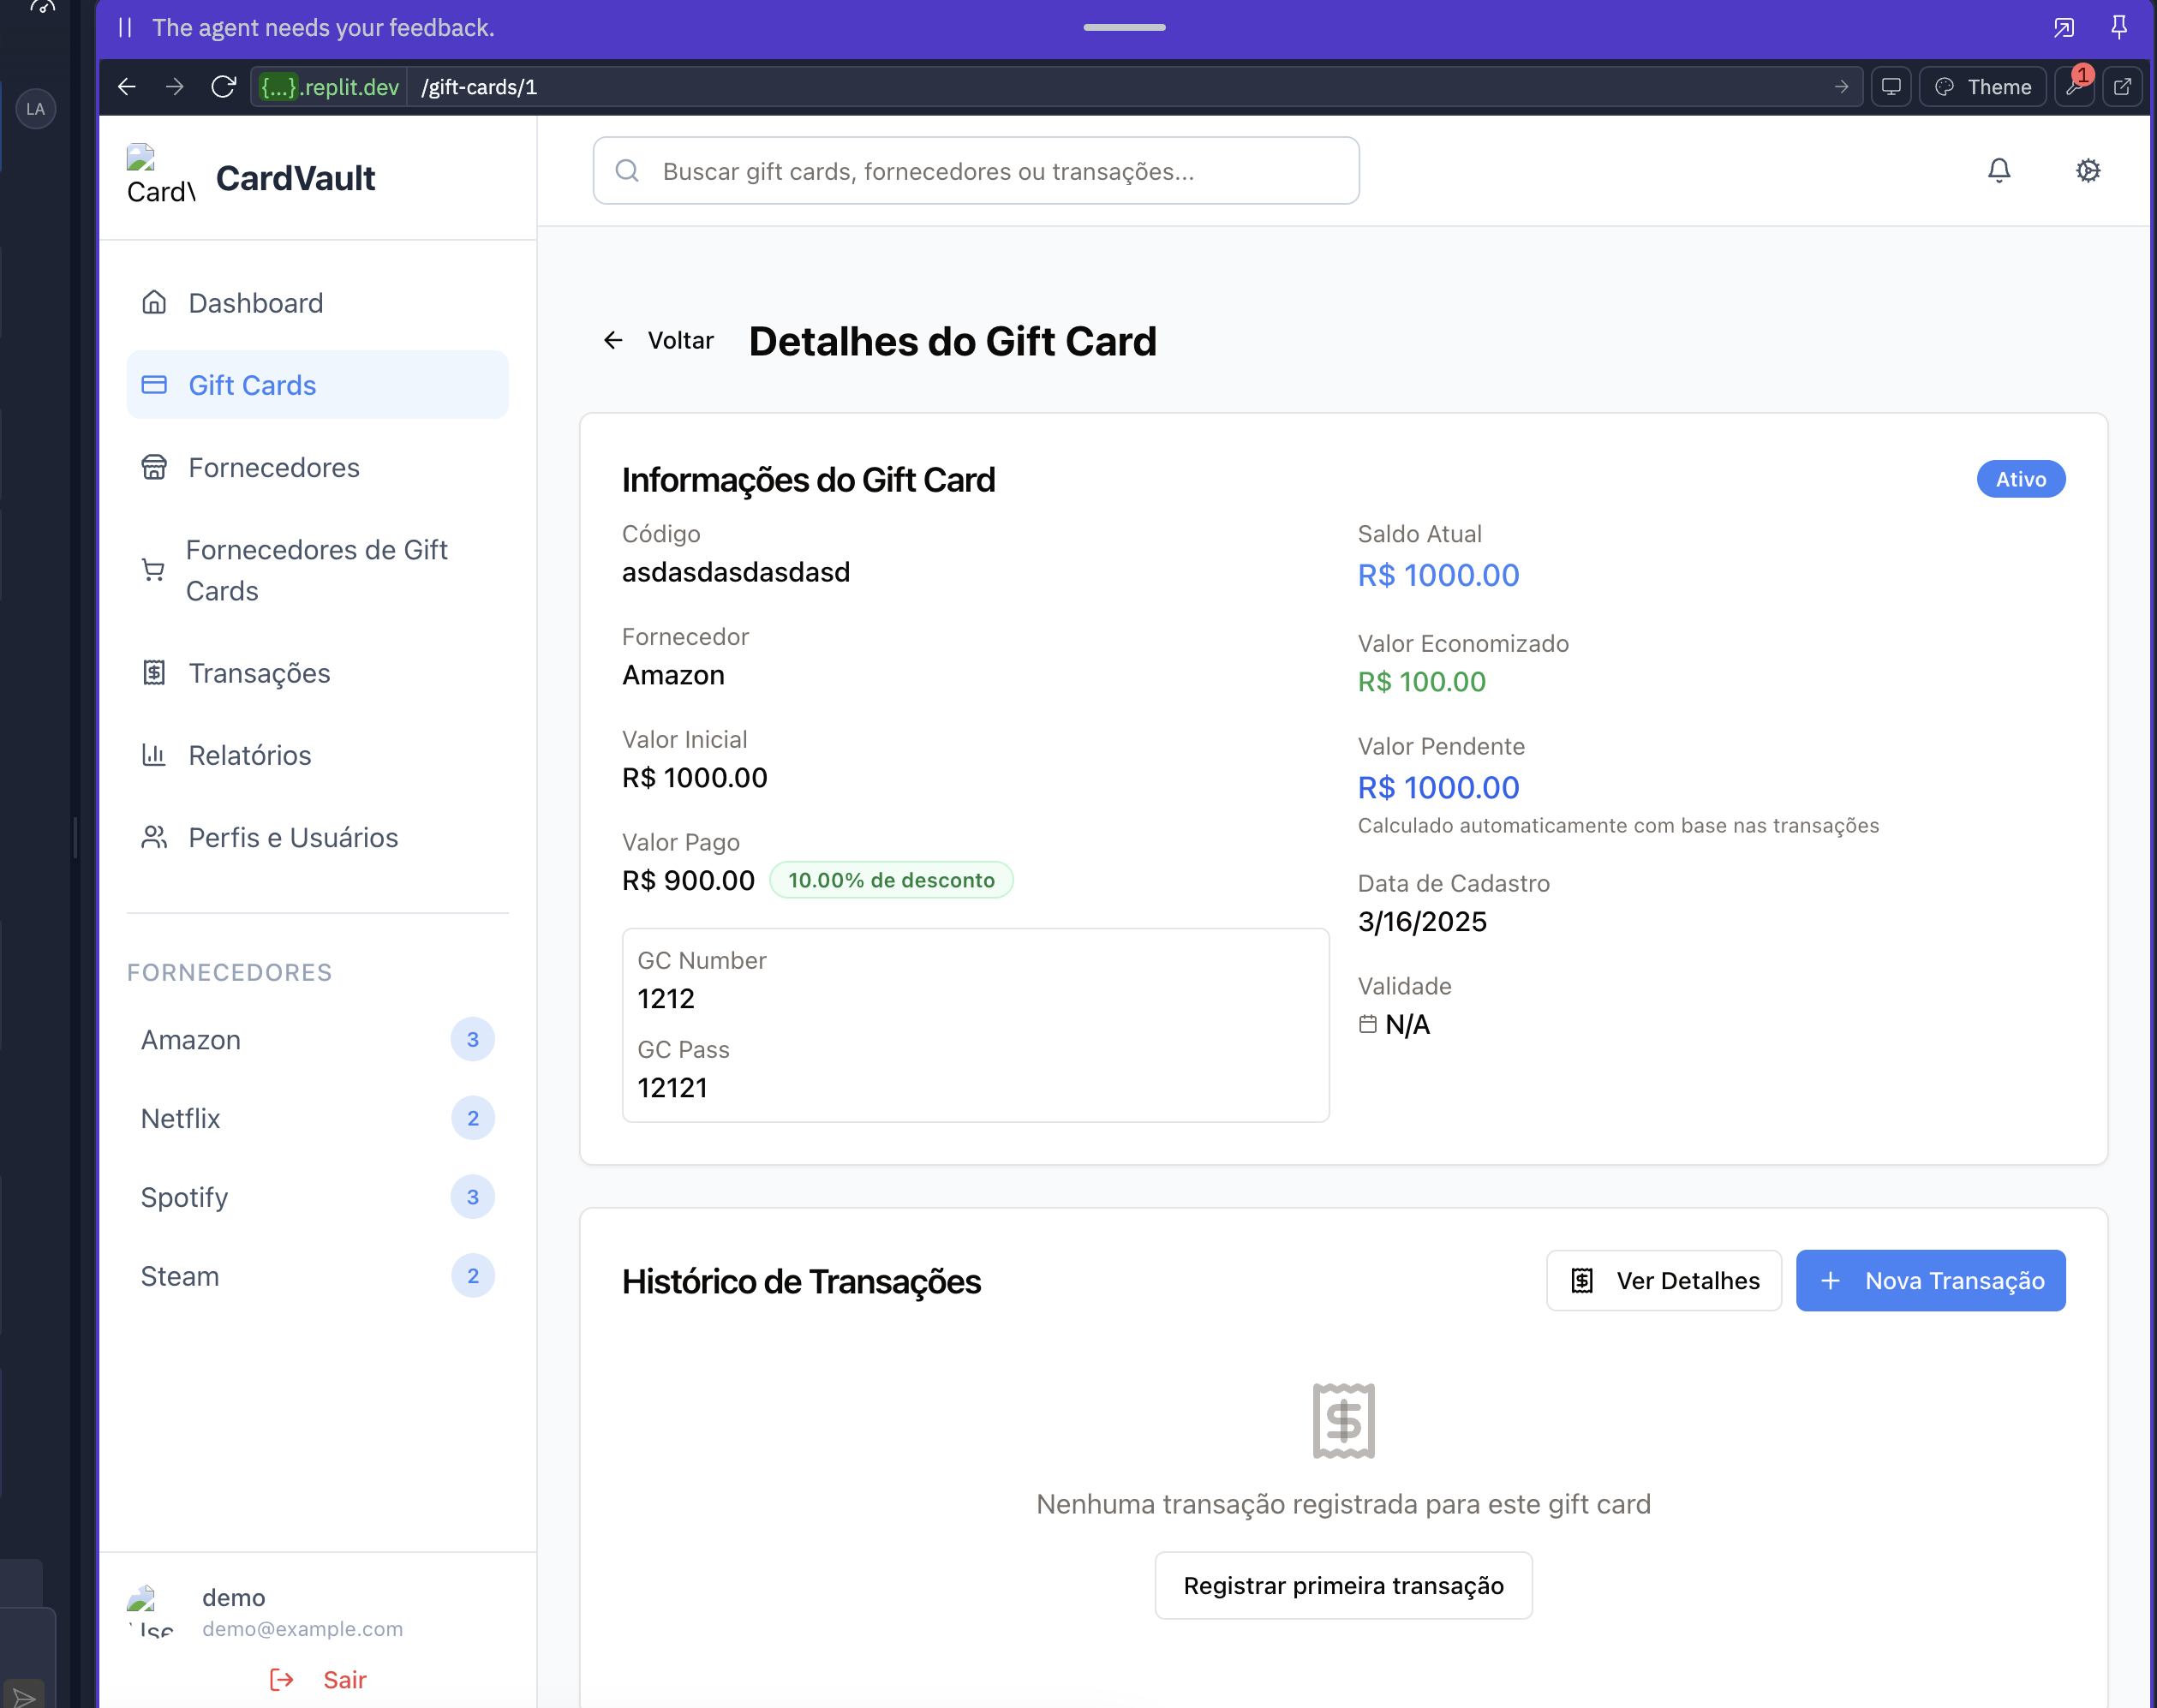 The agent needs your feedback.
{...}.replit.dev /gift-cards/1
Theme
1
LA
Card\
CardVault
Buscar gift cards, fornecedores ou transações...
Dashboard
Gift Cards
Fornecedores
Fornecedores de Gift
Cards
Transações
Relatórios
Perfis e Usuários
FORNECEDORES
Amazon 3
Netflix 2
Spotify 3
Steam 2
demo
demo@example.com
Sair
Voltar
Detalhes do Gift Card
Informações do Gift Card
Ativo
Código
asdasdasdasdasd
Fornecedor
Amazon
Valor Inicial
R$ 1000.00
Valor Pago
R$ 900.00 10.00% de desconto
GC Number
1212
GC Pass
12121
Saldo Atual
R$ 1000.00
Valor Economizado
R$ 100.00
Valor Pendente
R$ 1000.00
Calculado automaticamente com base nas transações
Data de Cadastro
3/16/2025
Validade
N/A
Histórico de Transações
Ver Detalhes
Nova Transação
Nenhuma transação registrada para este gift card
Registrar primeira transação